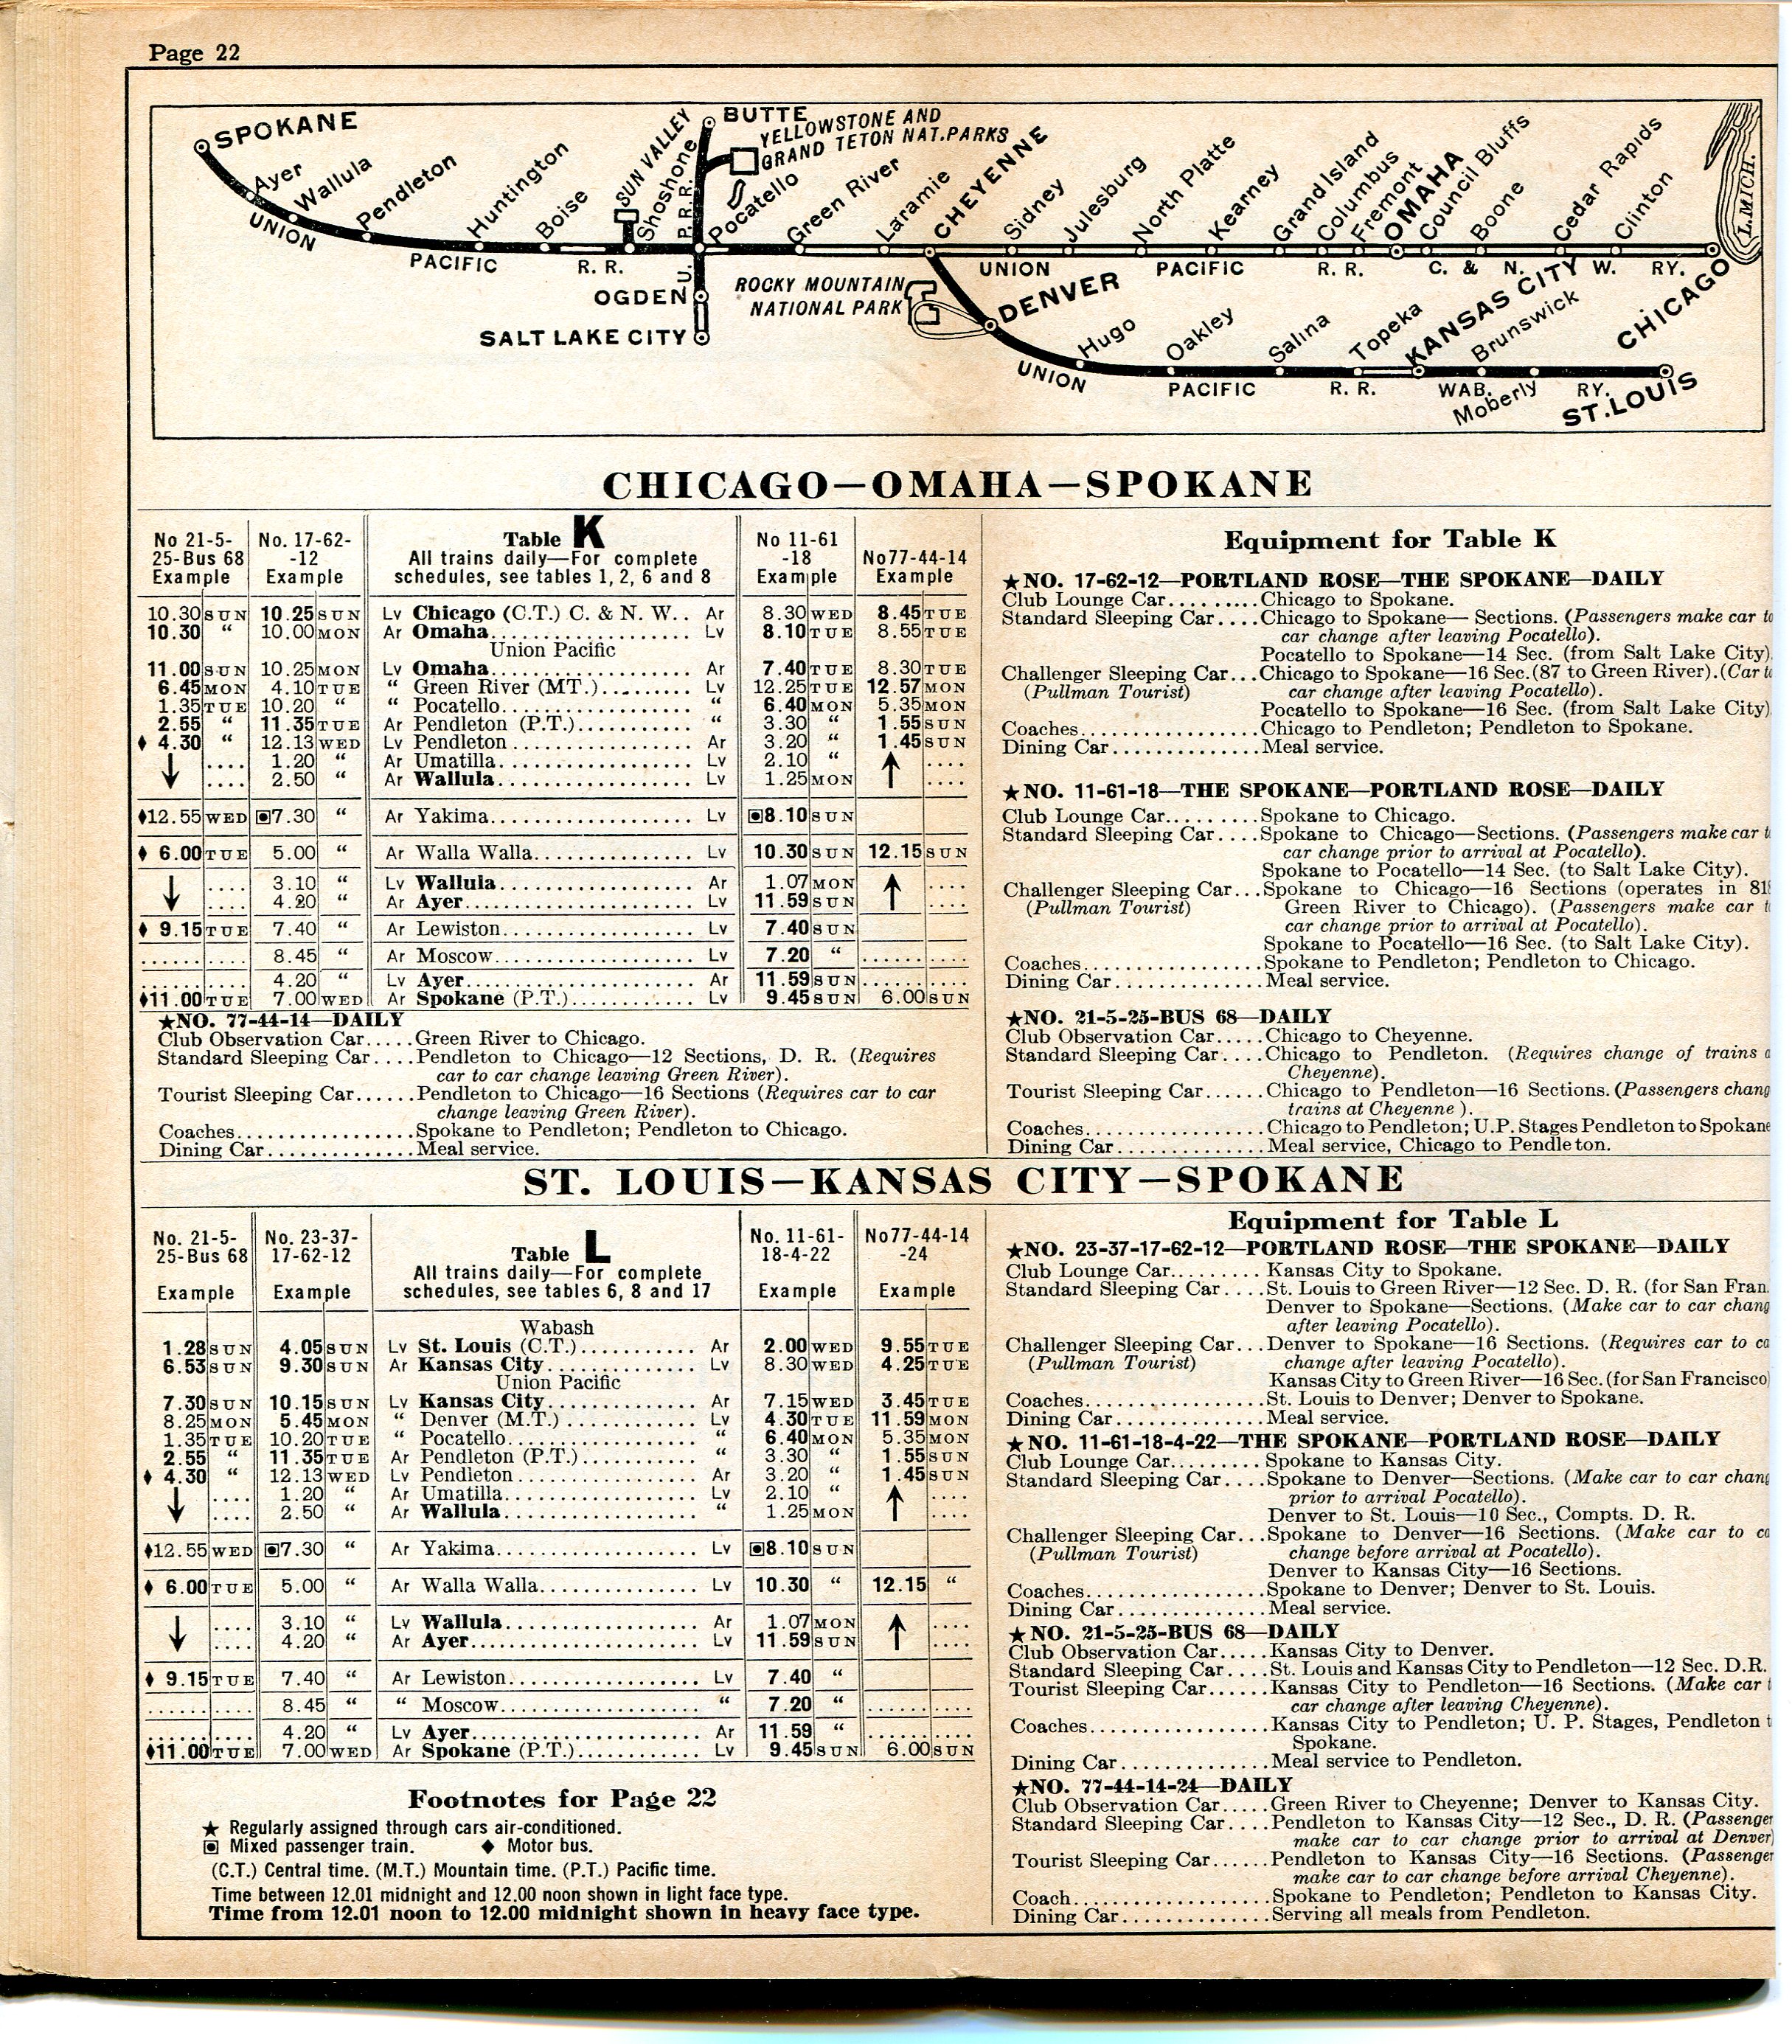 Page 22
SPOKANE
Ayer
Wallula
Pendleton
Huntington
Boise
SUN VALLEY
Shoshone
BUTTE
YELLOWSTONE AND
GRAND TETON NAT. PARKS
Pocatello
Green River
Laramie
CHEYENNE
Sidney
Julesburg
North Platte
Kearney
Grand Island
Columbus
Fremont
OMAHA
Council Bluffs
Boone
Cedar Rapids
Clinton
L. MICH.
UNION PACIFIC R. R.
U. P. R. R.
UNION PACIFIC R. R.
C. & N. W. RY.
CHICAGO
OGDEN
SALT LAKE CITY
ROCKY MOUNTAIN
NATIONAL PARK
DENVER
Hugo
Oakley
Salina
Topeka
KANSAS CITY
Brunswick
Moberly
UNION PACIFIC R. R.
WAB. RY.
ST. LOUIS
CHICAGO—OMAHA—SPOKANE
No 21-5-25-Bus 68 Example
No. 17-62-12 Example
Table K
All trains daily—For complete
schedules, see tables 1, 2, 6 and 8
No 11-61-18 Example
No77-44-14 Example
10.30 SUN 10.25 SUN Lv Chicago (C.T.) C. & N. W.. Ar 8.30 WED 8.45 TUE
10.30 “ 10.00 MON Ar Omaha Lv 8.10 TUE 8.55 TUE
Union Pacific
11.00 SUN 10.25 MON Lv Omaha Ar 7.40 TUE 8.30 TUE
6.45 MON 4.10 TUE “ Green River (MT.) Lv 12.25 TUE 12.57 MON
1.35 TUE 10.20 “ “ Pocatello “ 6.40 MON 5.35 MON
2.55 “ 11.35 TUE Ar Pendleton (P.T.) “ 3.30 “ 1.55 SUN
♦ 4.30 “ 12.13 WED Lv Pendleton Ar 3.20 “ 1.45 SUN
↓ .... 1.20 “ Ar Umatilla Lv 2.10 “ ↑ ....
.... 2.50 “ Ar Wallula Lv 1.25 MON ....
♦12.55 WED ▣7.30 “ Ar Yakima Lv ▣8.10 SUN
♦ 6.00 TUE 5.00 “ Ar Walla Walla Lv 10.30 SUN 12.15 SUN
↓ .... 3.10 “ Lv Wallula Ar 1.07 MON ↑ ....
.... 4.20 “ Ar Ayer Lv 11.59 SUN ....
♦ 9.15 TUE 7.40 “ Ar Lewiston Lv 7.40 SUN
8.45 “ Ar Moscow Lv 7.20 “
4.20 “ Lv Ayer Ar 11.59 SUN
♦11.00 TUE 7.00 WED Ar Spokane (P.T.) Lv 9.45 SUN 6.00 SUN
★NO. 77-44-14—DAILY
Club Observation Car.....Green River to Chicago.
Standard Sleeping Car....Pendleton to Chicago—12 Sections, D. R. (Requires
car to car change leaving Green River).
Tourist Sleeping Car......Pendleton to Chicago—16 Sections (Requires car to car
change leaving Green River).
Coaches................Spokane to Pendleton; Pendleton to Chicago.
Dining Car.............Meal service.
Equipment for Table K
★NO. 17-62-12—PORTLAND ROSE—THE SPOKANE—DAILY
Club Lounge Car.........Chicago to Spokane.
Standard Sleeping Car....Chicago to Spokane— Sections. (Passengers make car to
car change after leaving Pocatello).
Pocatello to Spokane—14 Sec. (from Salt Lake City)
Challenger Sleeping Car...Chicago to Spokane—16 Sec. (87 to Green River). (Car to
(Pullman Tourist) car change after leaving Pocatello).
Pocatello to Spokane—16 Sec. (from Salt Lake City)
Coaches................Chicago to Pendleton; Pendleton to Spokane.
Dining Car.............Meal service.
★NO. 11-61-18—THE SPOKANE—PORTLAND ROSE—DAILY
Club Lounge Car.........Spokane to Chicago.
Standard Sleeping Car....Spokane to Chicago—Sections. (Passengers make car
car change prior to arrival at Pocatello).
Spokane to Pocatello—14 Sec. (to Salt Lake City).
Challenger Sleeping Car...Spokane to Chicago—16 Sections (operates in
(Pullman Tourist) Green River to Chicago). (Passengers make car
car change prior to arrival at Pocatello).
Spokane to Pocatello—16 Sec. (to Salt Lake City).
Coaches................Spokane to Pendleton; Pendleton to Chicago.
Dining Car.............Meal service.
★NO. 21-5-25-BUS 68—DAILY
Club Observation Car.....Chicago to Cheyenne.
Standard Sleeping Car....Chicago to Pendleton. (Requires change of trains
Cheyenne).
Tourist Sleeping Car......Chicago to Pendleton—16 Sections. (Passengers chang
trains at Cheyenne ).
Coaches................Chicago to Pendleton; U.P. Stages Pendleton to Spokane
Dining Car.............Meal service, Chicago to Pendleton.
ST. LOUIS—KANSAS CITY—SPOKANE
No. 21-5-25-Bus 68 Example
No. 23-37-17-62-12 Example
Table L
All trains daily—For complete
schedules, see tables 6, 8 and 17
No. 11-61-18-4-22 Example
No77-44-14-24 Example
Wabash
1.28 SUN 4.05 SUN Lv St. Louis (C.T.) Ar 2.00 WED 9.55 TUE
6.53 SUN 9.30 SUN Ar Kansas City Lv 8.30 WED 4.25 TUE
Union Pacific
7.30 SUN 10.15 SUN Lv Kansas City Ar 7.15 WED 3.45 TUE
8.25 MON 5.45 MON “ Denver (M.T.) Lv 4.30 TUE 11.59 MON
1.35 TUE 10.20 TUE “ Pocatello “ 6.40 MON 5.35 MON
2.55 “ 11.35 TUE Ar Pendleton (P.T.) “ 3.30 “ 1.55 SUN
♦ 4.30 “ 12.13 WED Lv Pendleton Ar 3.20 “ 1.45 SUN
↓ .... 1.20 “ Ar Umatilla Lv 2.10 “ ↑ ....
.... 2.50 “ Ar Wallula “ 1.25 MON ....
♦12.55 WED ▣7.30 “ Ar Yakima Lv ▣8.10 SUN
♦ 6.00 TUE 5.00 “ Ar Walla Walla Lv 10.30 “ 12.15 “
↓ .... 3.10 “ Lv Wallula Ar 1.07 MON ↑ ....
.... 4.20 “ Ar Ayer Lv 11.59 SUN ....
♦ 9.15 TUE 7.40 “ Ar Lewiston Lv 7.40 “
8.45 “ “ Moscow “ 7.20 “
4.20 “ Lv Ayer Ar 11.59 “
♦11.00 TUE 7.00 WED Ar Spokane (P.T.) Lv 9.45 SUN 6.00 SUN
Footnotes for Page 22
★ Regularly assigned through cars air-conditioned.
▣ Mixed passenger train. ♦ Motor bus.
(C.T.) Central time. (M.T.) Mountain time. (P.T.) Pacific time.
Time between 12.01 midnight and 12.00 noon shown in light face type.
Time from 12.01 noon to 12.00 midnight shown in heavy face type.
Equipment for Table L
★NO. 23-37-17-62-12—PORTLAND ROSE—THE SPOKANE—DAILY
Club Lounge Car......... Kansas City to Spokane.
Standard Sleeping Car....St. Louis to Green River—12 Sec. D. R. (for San Fran.
Denver to Spokane—Sections. (Make car to car chang
after leaving Pocatello).
Challenger Sleeping Car...Denver to Spokane—16 Sections. (Requires car to ca
(Pullman Tourist) change after leaving Pocatello).
Kansas City to Green River—16 Sec. (for San Francisco)
Coaches................St. Louis to Denver; Denver to Spokane.
Dining Car.............Meal service.
★NO. 11-61-18-4-22—THE SPOKANE—PORTLAND ROSE—DAILY
Club Lounge Car.........Spokane to Kansas City.
Standard Sleeping Car....Spokane to Denver—Sections. (Make car to car chang
prior to arrival Pocatello).
Denver to St. Louis—10 Sec., Compts. D. R.
Challenger Sleeping Car...Spokane to Denver—16 Sections. (Make car to ca
(Pullman Tourist) change before arrival at Pocatello).
Denver to Kansas City—16 Sections.
Coaches................Spokane to Denver; Denver to St. Louis.
Dining Car.............Meal service.
★NO. 21-5-25-BUS 68—DAILY
Club Observation Car.....Kansas City to Denver.
Standard Sleeping Car....St. Louis and Kansas City to Pendleton—12 Sec. D.R.
Tourist Sleeping Car......Kansas City to Pendleton—16 Sections. (Make car
car change after leaving Cheyenne).
Coaches................Kansas City to Pendleton; U. P. Stages, Pendleton
Spokane.
Dining Car.............Meal service to Pendleton.
★NO. 77-44-14-24—DAILY
Club Observation Car.....Green River to Cheyenne; Denver to Kansas City.
Standard Sleeping Car....Pendleton to Kansas City—12 Sec., D. R. (Passenger
make car to car change prior to arrival at Denver)
Tourist Sleeping Car......Pendleton to Kansas City—16 Sections. (Passenger
make car to car change before arrival Cheyenne).
Coach..................Spokane to Pendleton; Pendleton to Kansas City.
Dining Car.............Serving all meals from Pendleton.